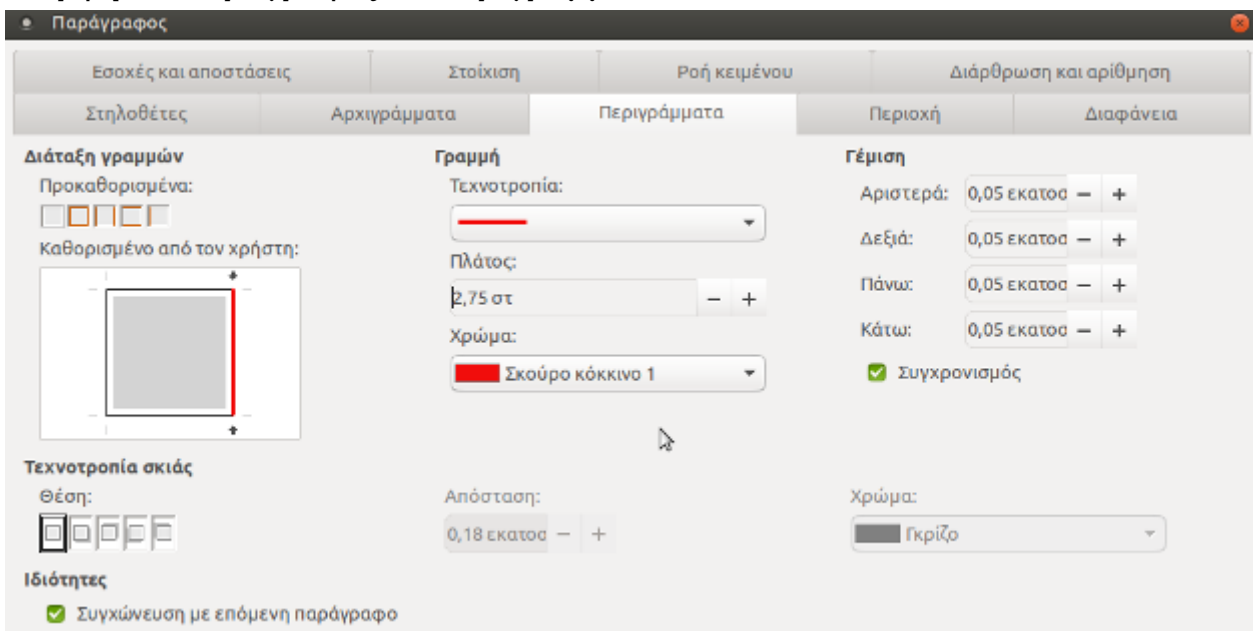 Παράγραφος
Εσοχές και αποστάσεις Στοίχιση Ροή κειμένου Διάρθρωση και αρίθμηση
Στηλοθέτες Αρχιγράμματα Περιγράμματα Περιοχή Διαφάνεια
Διάταξη γραμμών Γραμμή Γέμιση
Προκαθορισμένα: Τεχνοτροπία: Αριστερά: 0,05 εκατοσ − +
Καθορισμένο από τον χρήστη: Δεξιά: 0,05 εκατοσ − +
Πλάτος:
2,75 στ − + Πάνω: 0,05 εκατοσ − +
Χρώμα: Κάτω: 0,05 εκατοσ − +
Σκούρο κόκκινο 1 Συγχρονισμός
Τεχνοτροπία σκιάς
Θέση: Απόσταση: Χρώμα:
0,18 εκατοσ − + Γκρίζο
Ιδιότητες
Συγχώνευση με επόμενη παράγραφο